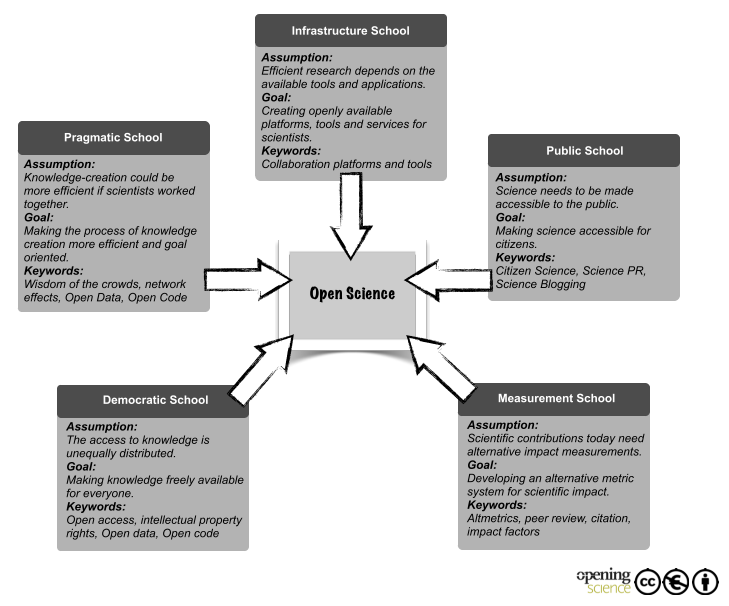 Infrastructure School
Assumption:
Efficient research depends on the
available tools and applications.
Goal:
Creating openly available
platforms, tools and services for
scientists.
Keywords:
Collaboration platforms and tools
Pragmatic School
Assumption:
Knowledge-creation could be
more efficient if scientists worked
together.
Goal:
Making the process of knowledge
creation more efficient and goal
oriented.
Keywords:
Wisdom of the crowds, network
effects, Open Data, Open Code
Public School
Assumption:
Science needs to be made
accessible to the public.
Goal:
Making science accessible for
citizens.
Keywords:
Citizen Science, Science PR,
Science Blogging
Open Science
Democratic School
Assumption:
The access to knowledge is
unequally distributed.
Goal:
Making knowledge freely available
for everyone.
Keywords:
Open access, intellectual property
rights, Open data, Open code
Measurement School
Assumption:
Scientific contributions today need
alternative impact measurements.
Goal:
Developing an alternative metric
system for scientific impact.
Keywords:
Altmetrics, peer review, citation,
impact factors
opening
science
cc